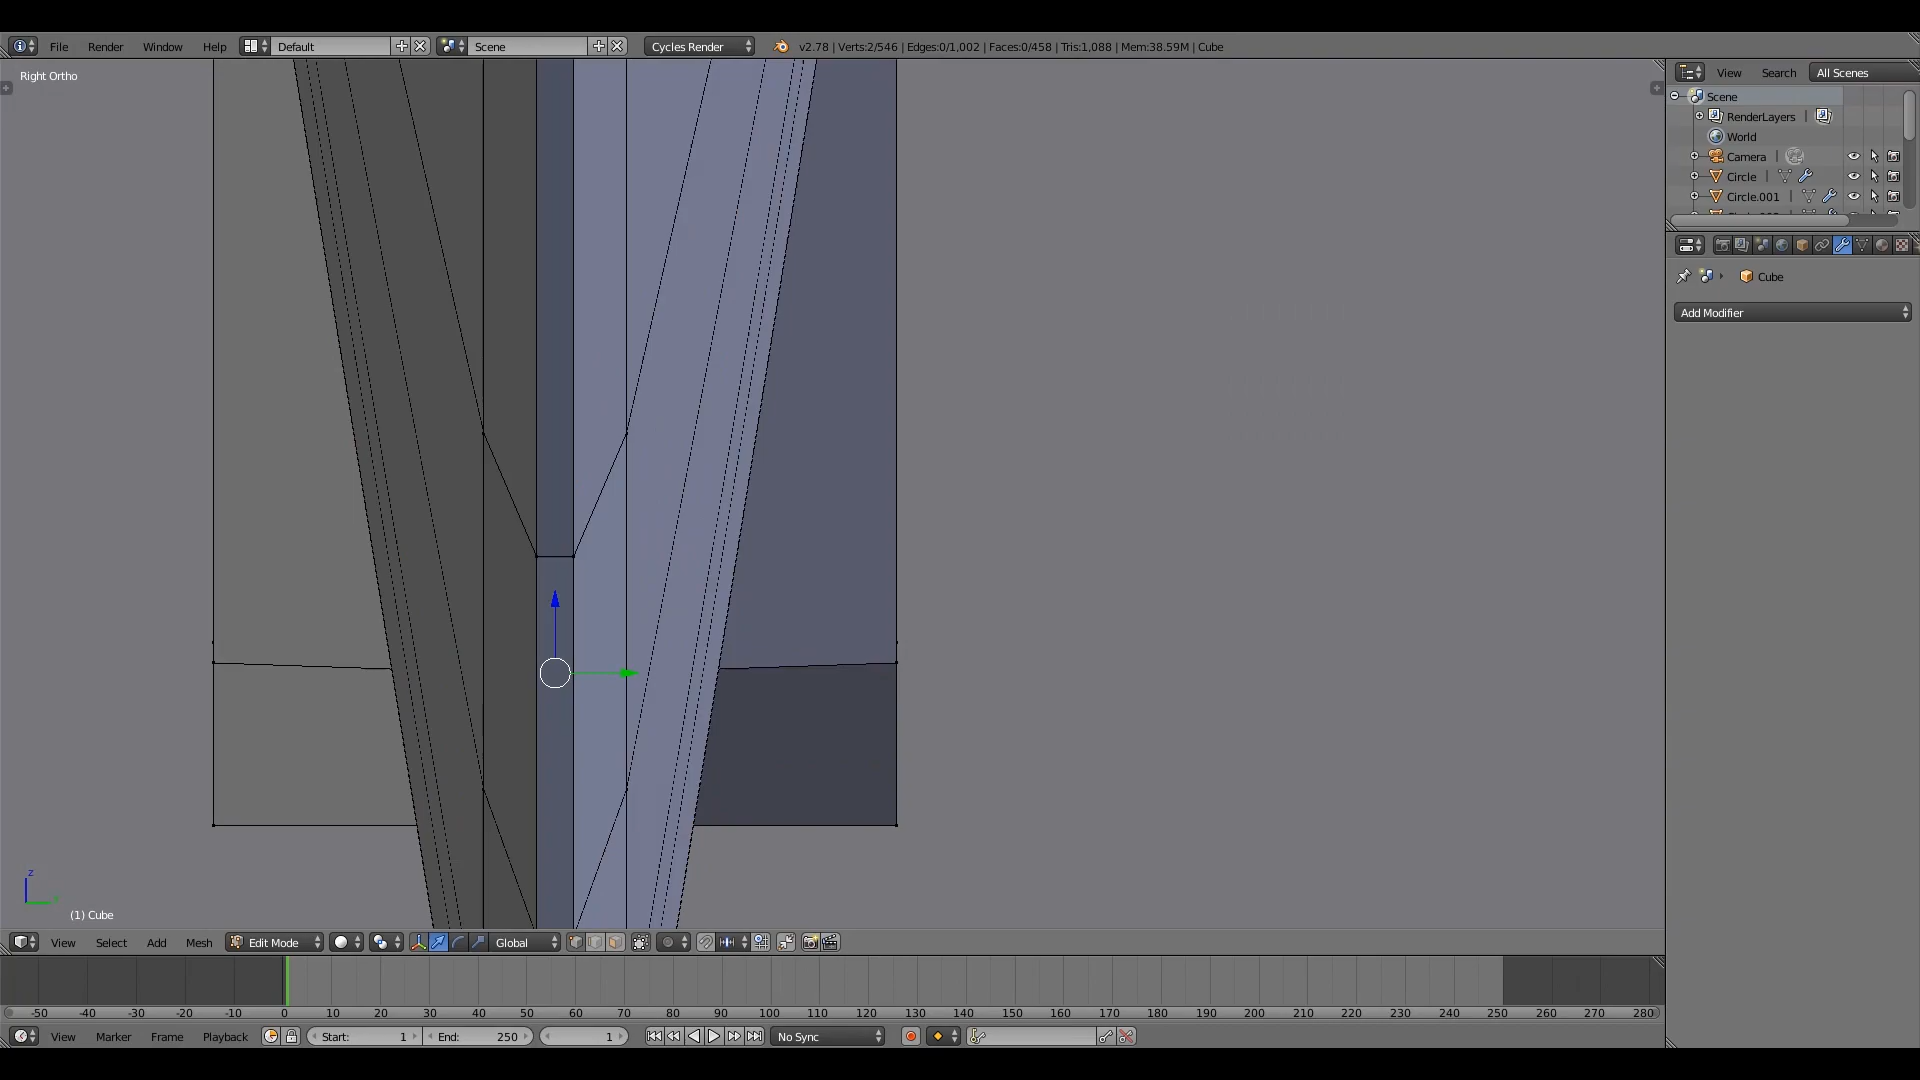 File Render Window Help Default Scene Cycles Render v2.78 | Verts:2/546 | Edges:0/1,002 | Faces:0/458 | Tris:1,088 | Mem:38.59M | Cube
Right Ortho
View Search All Scenes
Scene
RenderLayers
World
Camera
Circle
Circle.001
Cube
Add Modifier
z
(1) Cube
View Select Add Mesh Edit Mode Global
-50 -40 -30 -20 -10 0 10 20 30 40 50 60 70 80 90 100 110 120 130 140 150 160 170 180 190 200 210 220 230 240 250 260 270 280
View Marker Frame Playback Start: 1 End: 250 1 No Sync